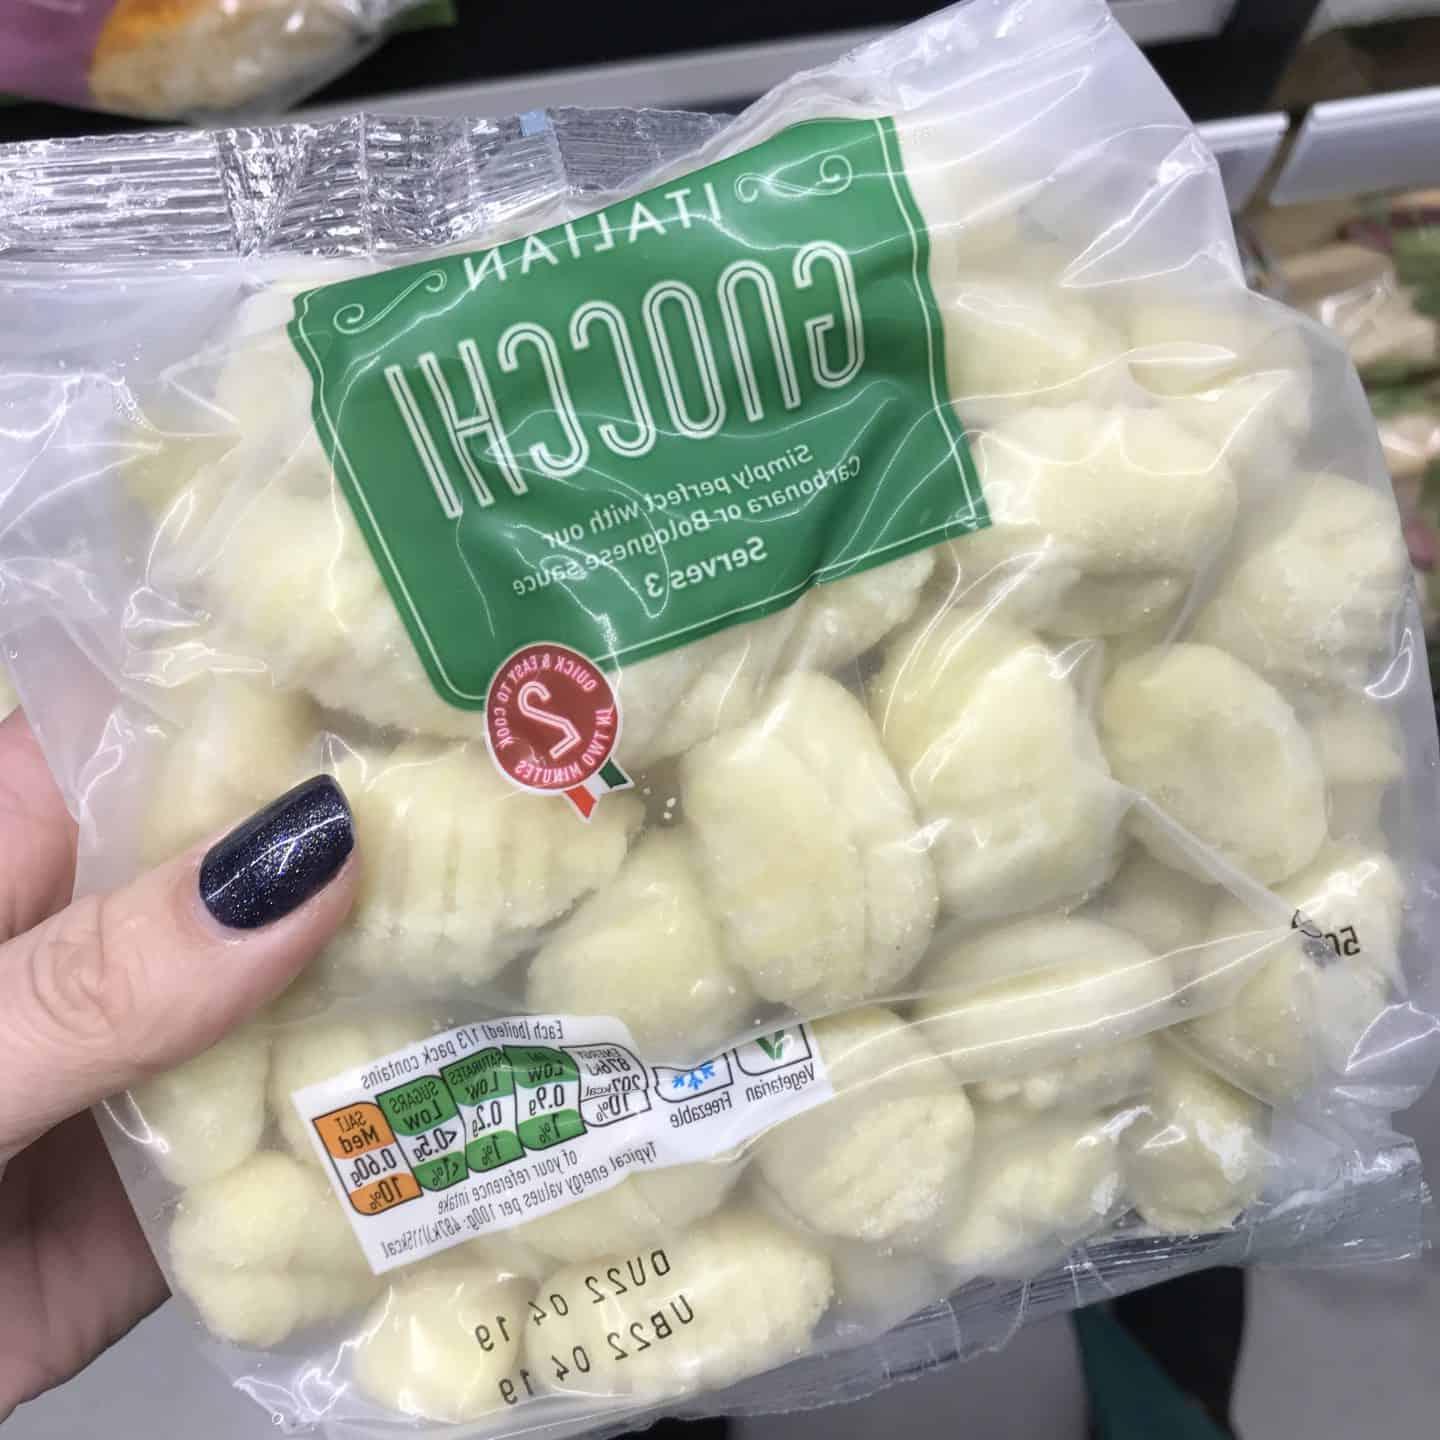 ITALIAN
GNOCCHI
Simply perfect with our
Carbonara or Bolognese sauce
Serves 3
QUICK & EASY TO COOK
2
IN TWO MINUTES
Vegetarian
Freezable
Each (boiled) 1/3 pack contains
ENERGY
876kJ
207kcal
10%
FAT
LOW
0.9g
1%
SATURATES
LOW
0.2g
1%
SUGARS
LOW
<0.5g
<1%
SALT
Med
0.60g
10%
of your reference intake
Typical energy values per 100g: 487kJ/115kcal
DU22 04 19
UB22 04 19